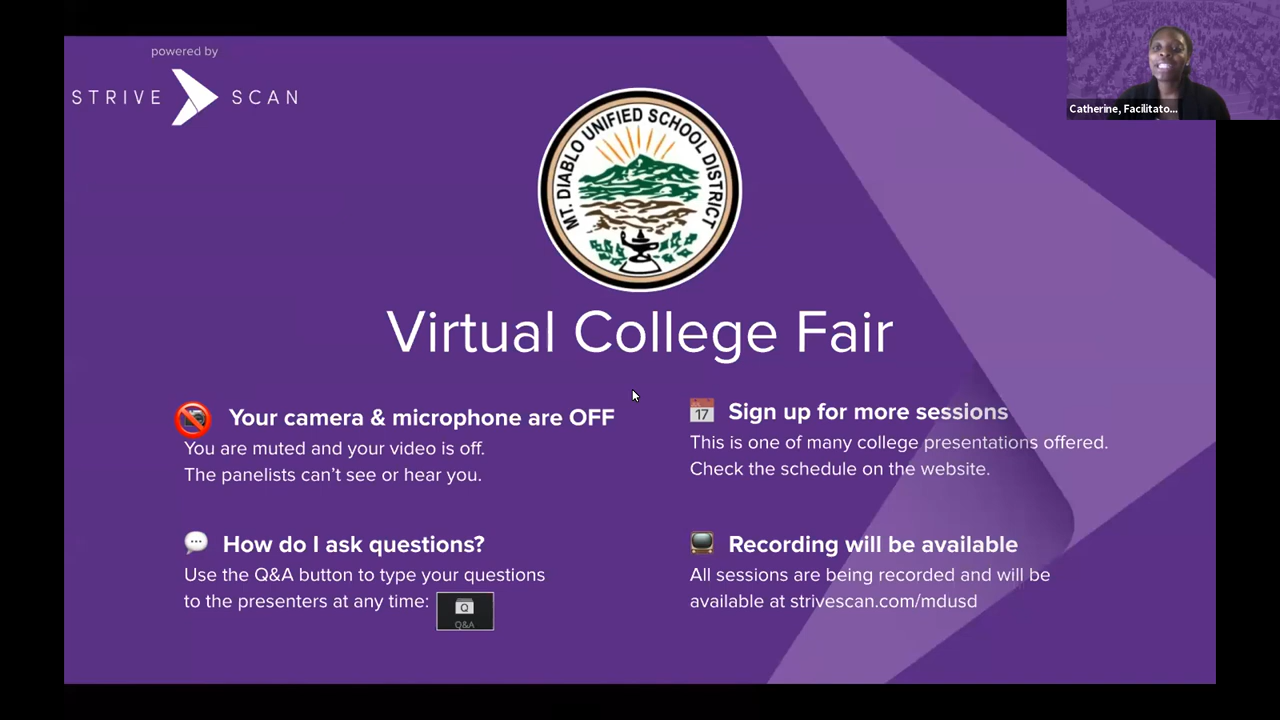 powered by
STRIVE SCAN
Catherine, Facilitato...
MT. DIABLO UNIFIED SCHOOL DISTRICT
Virtual College Fair
Your camera & microphone are OFF
You are muted and your video is off.
The panelists can't see or hear you.
17 Sign up for more sessions
This is one of many college presentations offered.
Check the schedule on the website.
How do I ask questions?
Use the Q&A button to type your questions
to the presenters at any time:
Q
Q&A
Recording will be available
All sessions are being recorded and will be
available at strivescan.com/mdusd